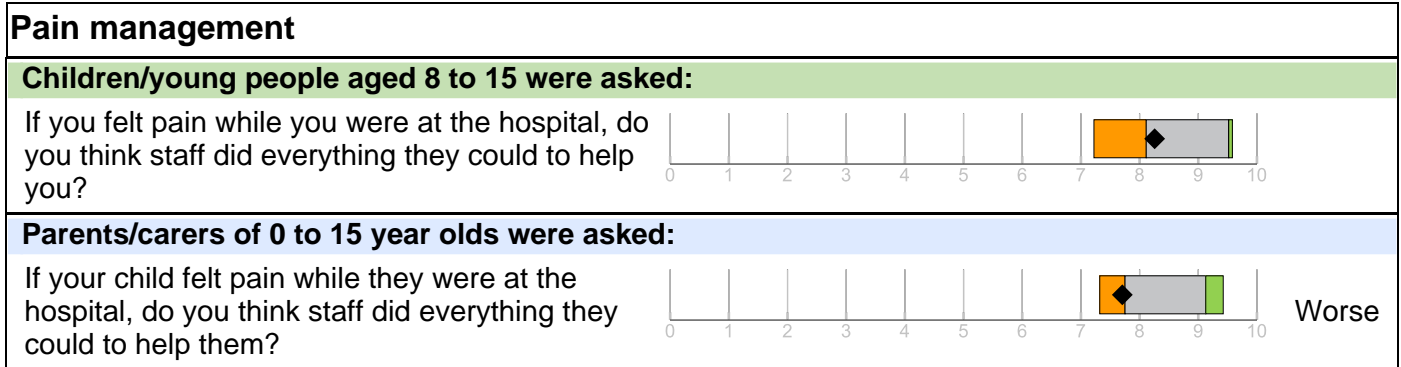 Pain management
Children/young people aged 8 to 15 were asked:
If you felt pain while you were at the hospital, do
you think staff did everything they could to help
you?
0 1 2 3 4 5 6 7 8 9 10
Parents/carers of 0 to 15 year olds were asked:
If your child felt pain while they were at the
hospital, do you think staff did everything they
could to help them?
0 1 2 3 4 5 6 7 8 9 10
Worse